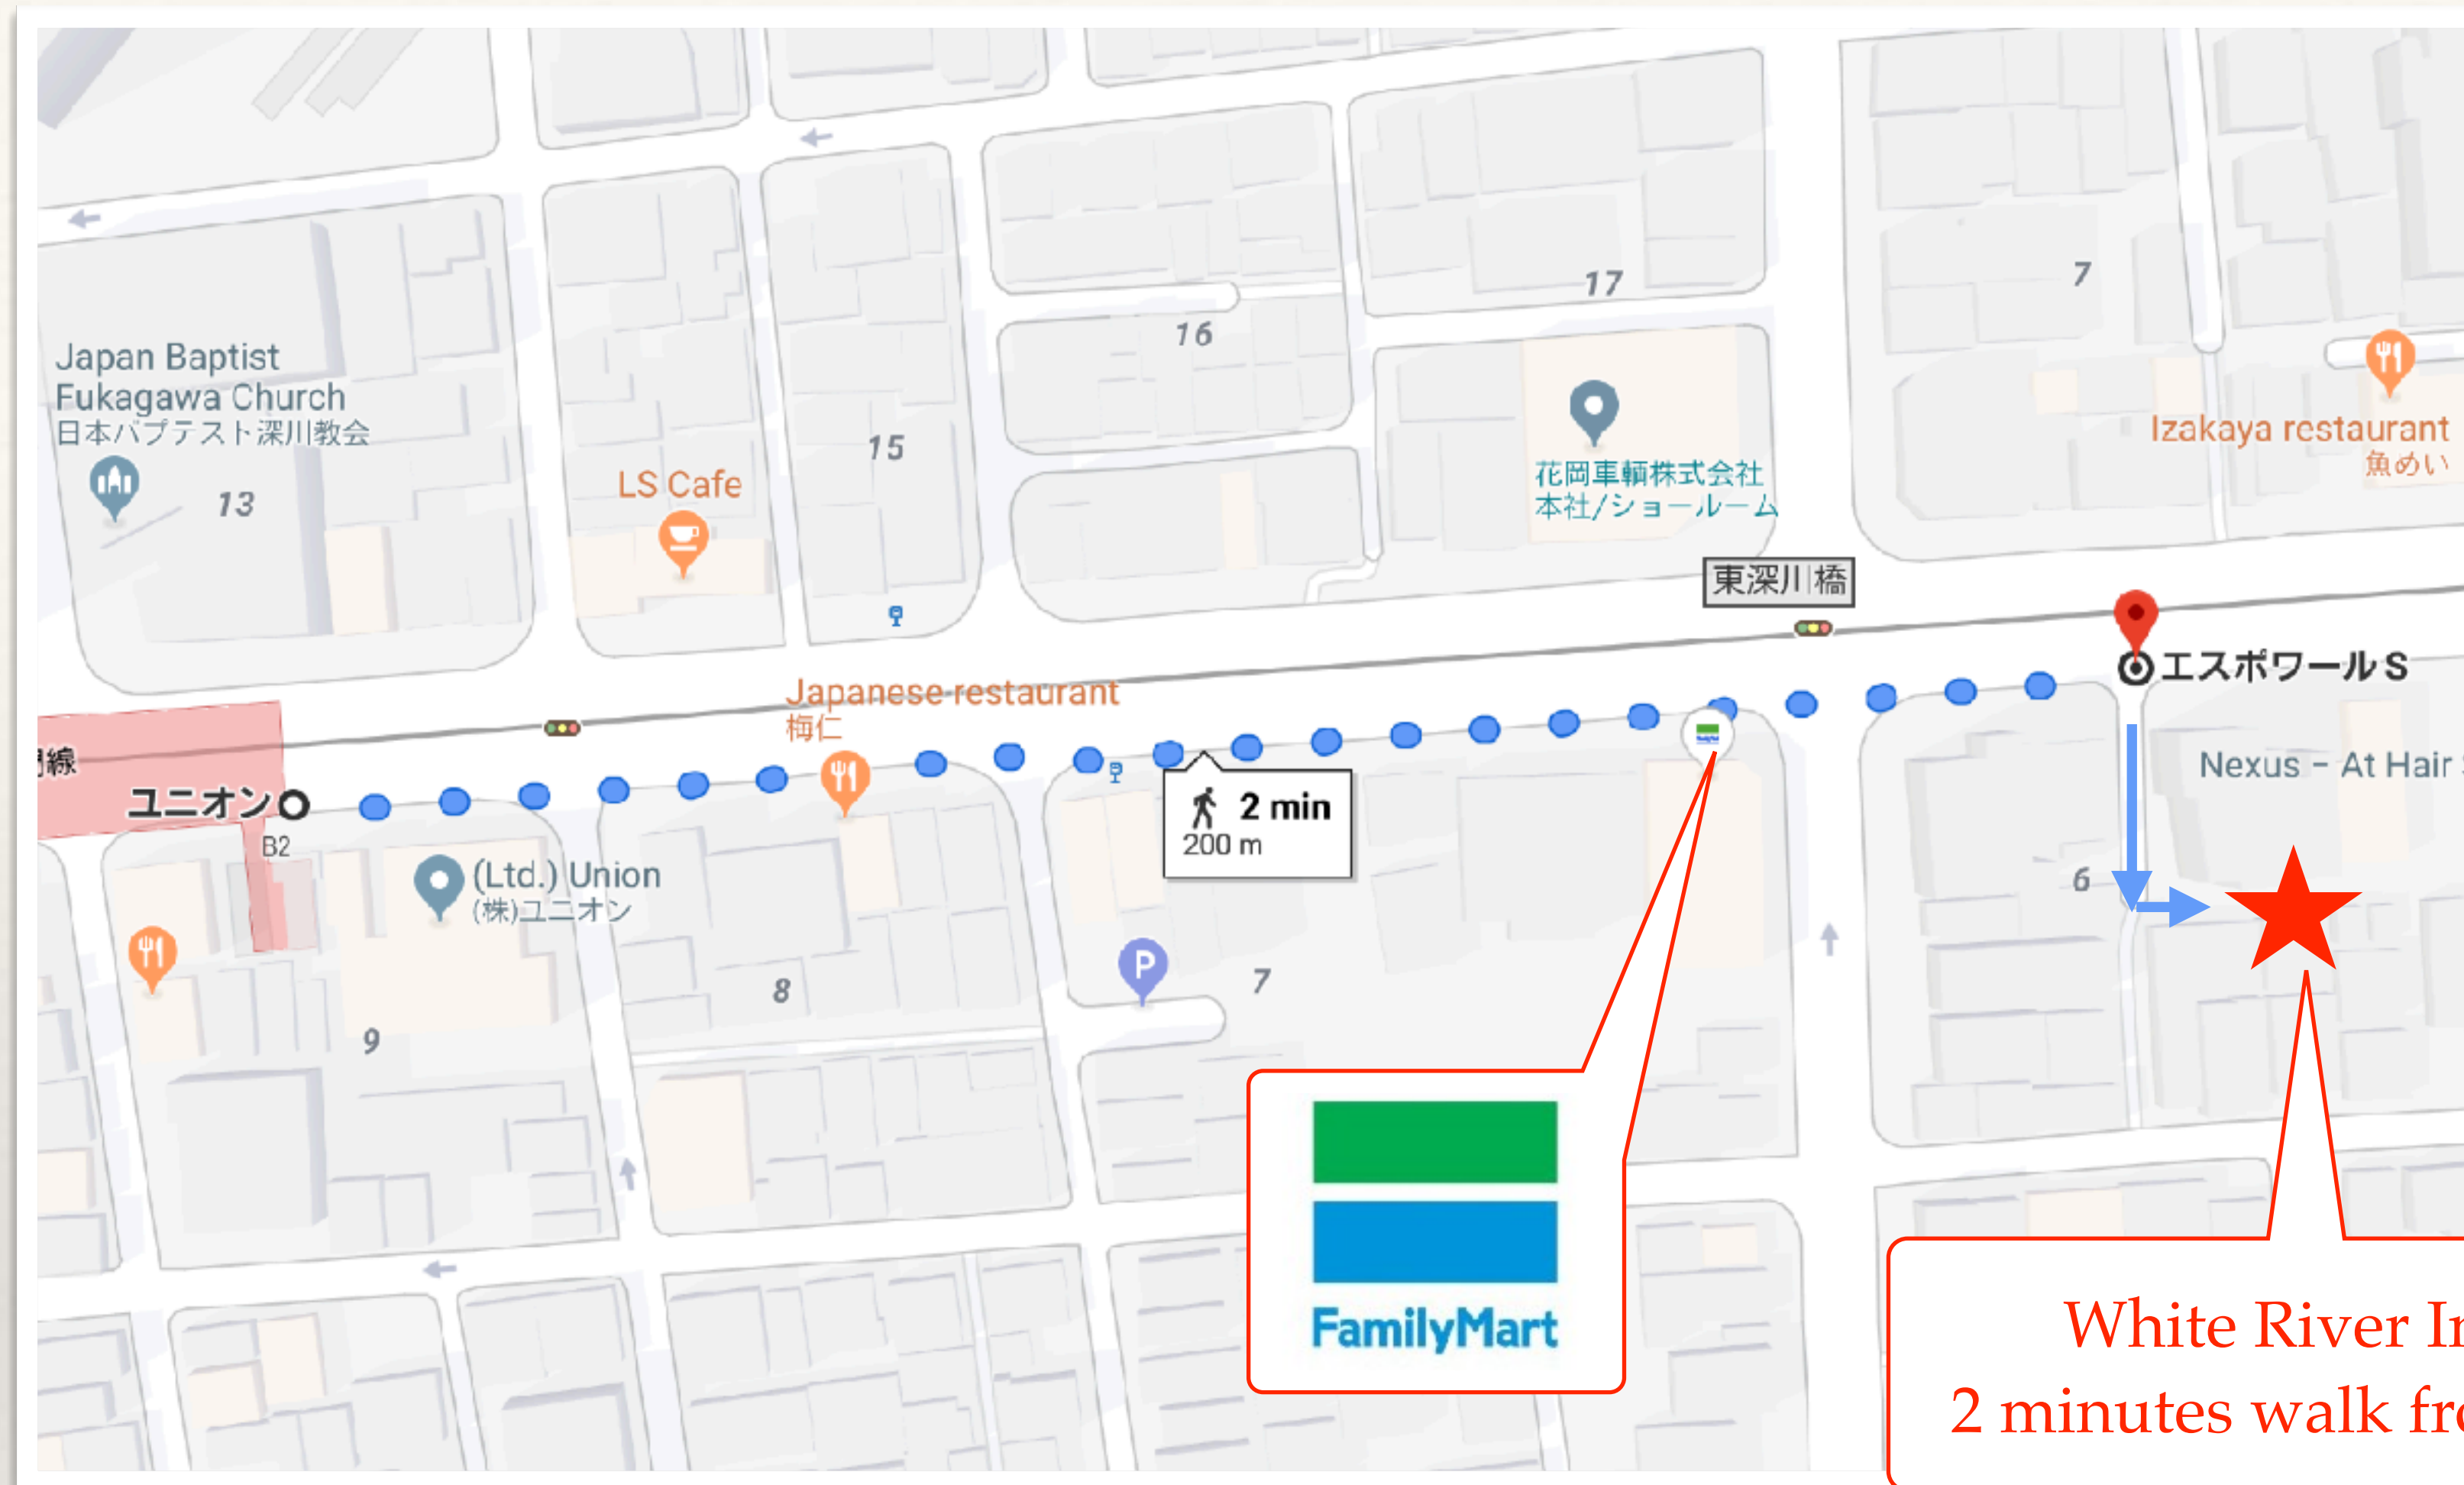 17
7
16
Japan Baptist
Fukagawa Church
日本バプテスト深川教会
13
15
LS Cafe
花岡車輌株式会社
本社/ショールーム
Izakaya restaurant
魚めい
東深川橋
エスポワールS
Japanese restaurant
梅仁
線
ユニオン
B2
2 min
200 m
Nexus - At Hair
(Ltd.) Union
(株)ユニオン
6
P
8
7
9
FamilyMart
White River
2 minutes walk